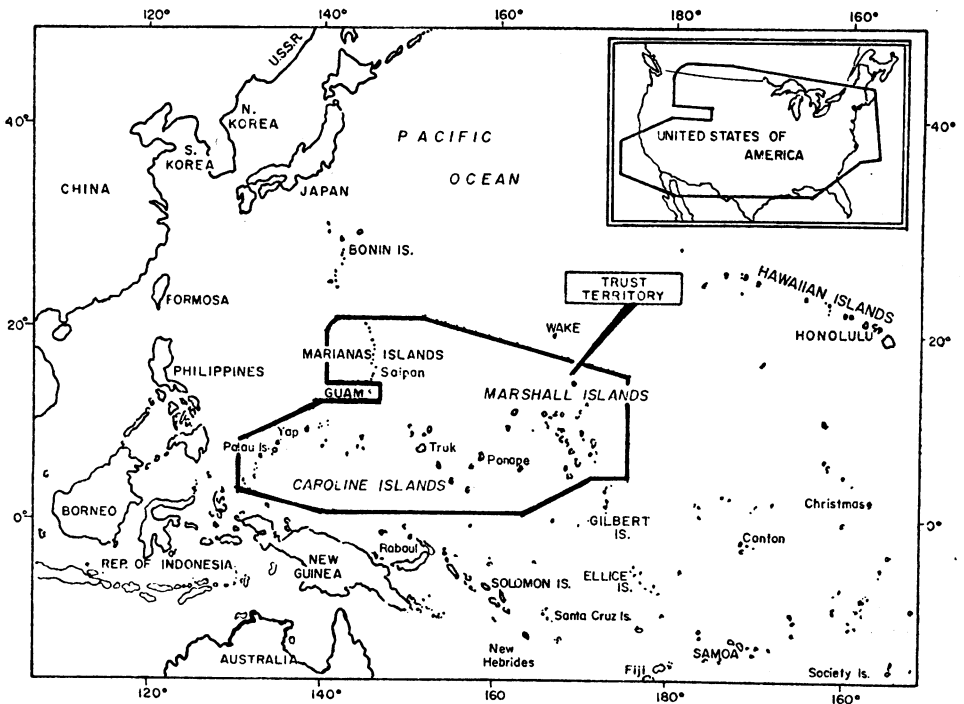 120°
140°
180°
160°
U.S.S.R.
N.
KOREA
S.
KOREA
40°
CHINA
JAPAN
PACIFIC
OCEAN
UNITED STATES OF
AMERICA
40°
BONIN IS.
FORMOSA
TRUST
TERRITORY
HAWAIIAN ISLANDS
HONOLULU
20°
WAKE
20°
MARIANAS ISLANDS
Saipan
PHILIPPINES
GUAM
MARSHALL ISLANDS
Yap
Palau Is.
Truk
Ponape
CAROLINE ISLANDS
BORNEO
0°
Christmas
GILBERT
IS.
0°
Canton
REP. OF INDONESIA
NEW
GUINEA
Rabaul
SOLOMON IS.
ELLICE
IS.
Santa Cruz Is.
AUSTRALIA
New
Hebrides
SAMOA
Fiji
Society Is.
120°
140°
160°
180°
160°